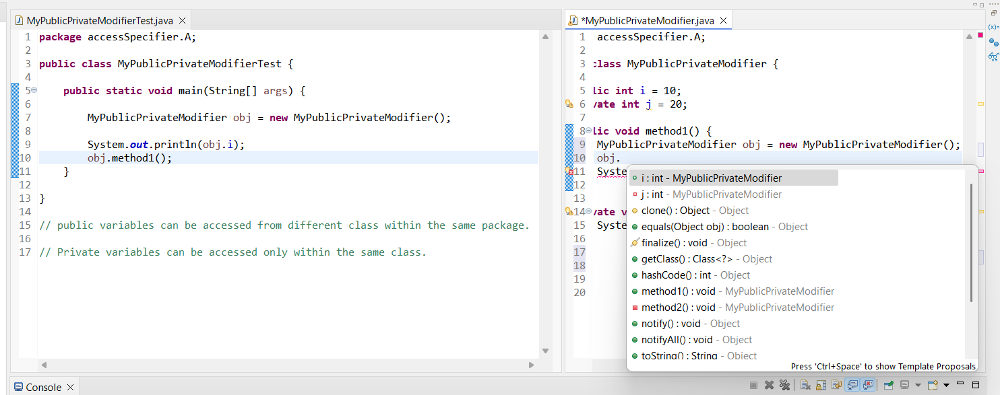 MyPublicPrivateModifierTest.java
1 package accessSpecifier.A;
2
3 public class MyPublicPrivateModifierTest {
4
5 public static void main(String[] args) {
6
7 MyPublicPrivateModifier obj = new MyPublicPrivateModifier();
8
9 System.out.println(obj.i);
10 obj.method1();
11 }
12
13 }
14
15 // public variables can be accessed from different class within the same package.
16
17 // Private variables can be accessed only within the same class.
*MyPublicPrivateModifier.java
1 accessSpecifier.A;
2
3 class MyPublicPrivateModifier {
4
5 lic int i = 10;
6 vate int j = 20;
7
8 lic void method1() {
9 MyPublicPrivateModifier obj = new MyPublicPrivateModifier();
10 obj.
11 Syste
12
13
14 vate v
15 Syste
16
17
18
19
20
i : int - MyPublicPrivateModifier
j : int - MyPublicPrivateModifier
clone() : Object - Object
equals(Object obj) : boolean - Object
finalize() : void - Object
getClass() : Class<?> - Object
hashCode() : int - Object
method1() : void - MyPublicPrivateModifier
method2() : void - MyPublicPrivateModifier
notify() : void - Object
notifyAll() : void - Object
toString() : String - Object
Press 'Ctrl+Space' to show Template Proposals
(x)=
Console